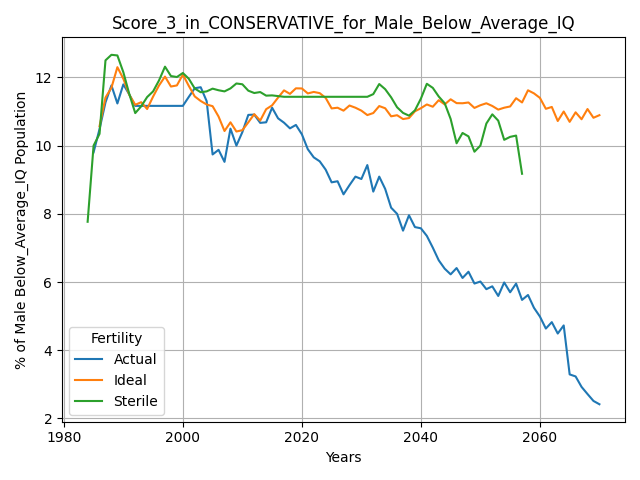 Score_3_in_CONSERVATIVE_for_Male_Below_Average_IQ
% of Male Below_Average_IQ Population
12
10
8
6
4
2
Fertility
Actual
Ideal
Sterile
1980 2000 2020 2040 2060
Years